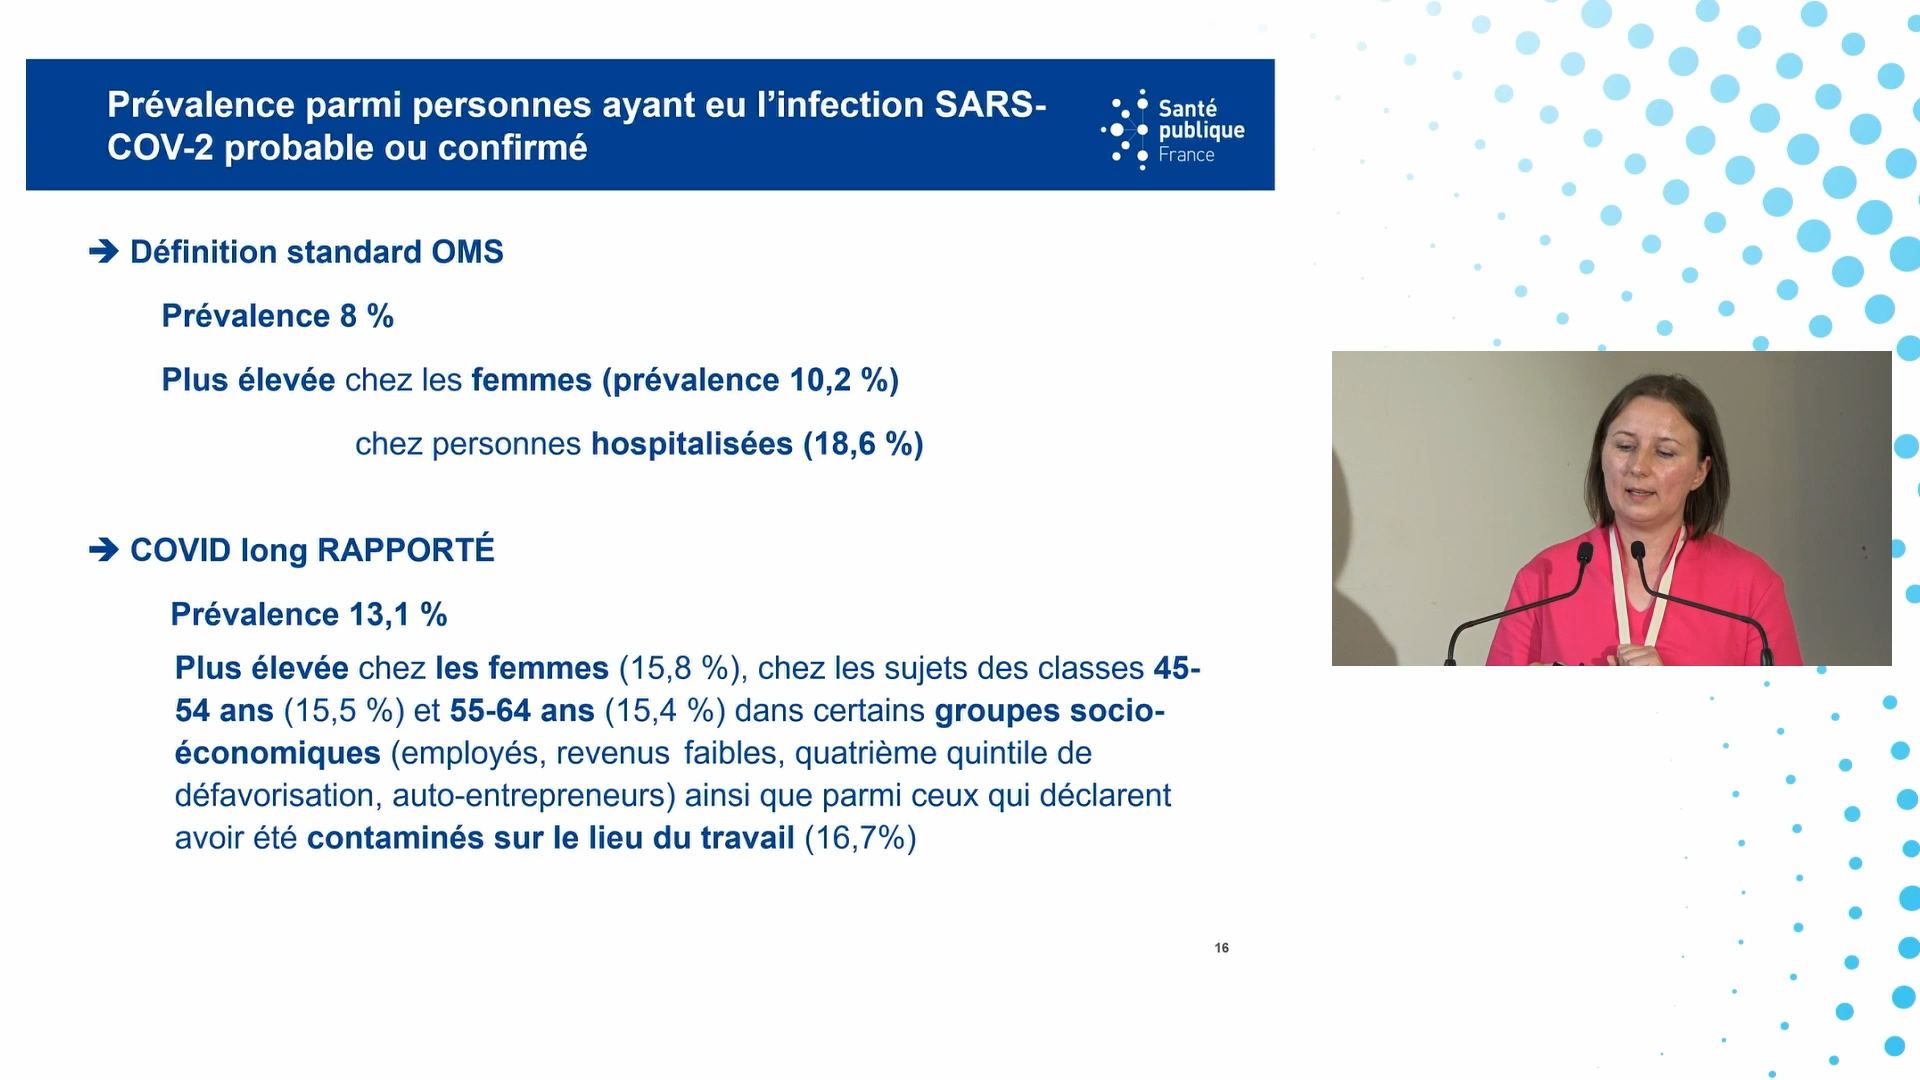 Prévalence parmi personnes ayant eu l’infection SARS-
COV-2 probable ou confirmé
Santé
publique
France
➔ Définition standard OMS
Prévalence 8 %
Plus élevée chez les femmes (prévalence 10,2 %)
chez personnes hospitalisées (18,6 %)
➔ COVID long RAPPORTÉ
Prévalence 13,1 %
Plus élevée chez les femmes (15,8 %), chez les sujets des classes 45-
54 ans (15,5 %) et 55-64 ans (15,4 %) dans certains groupes socio-
économiques (employés, revenus faibles, quatrième quintile de
défavorisation, auto-entrepreneurs) ainsi que parmi ceux qui déclarent
avoir été contaminés sur le lieu du travail (16,7%)
16